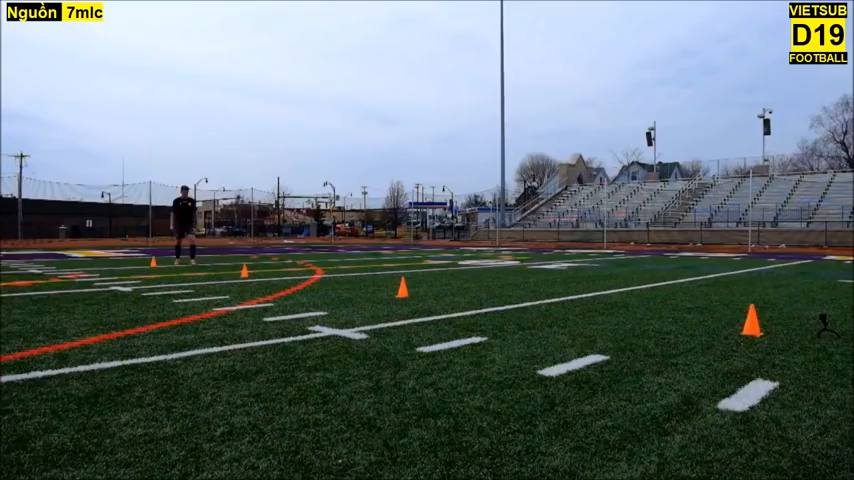 Nguồn 7mlc
VIETSUB
D19
FOOTBALL